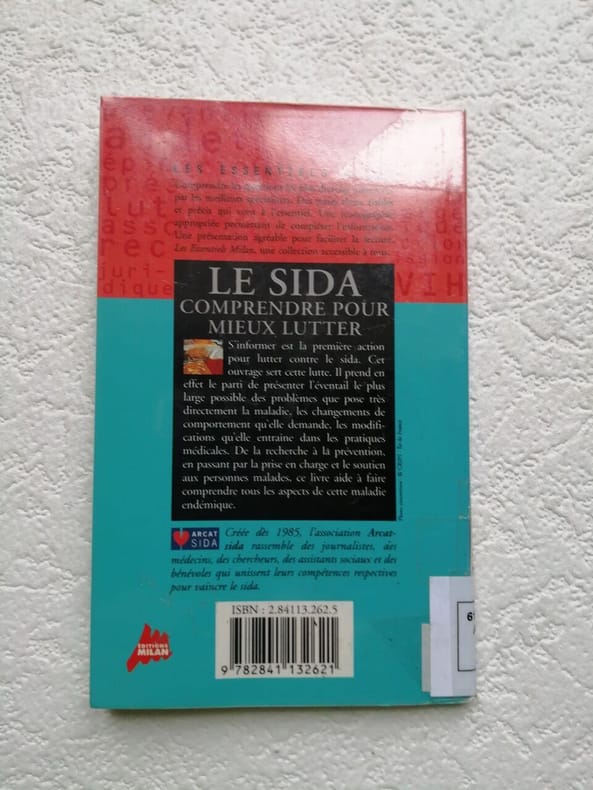 LES ESSENTIELS
Comprendre les questions les plus
par les meilleurs spécialistes. Des textes clairs, fiables
et précis qui vont à l'essentiel. Une iconographie
appropriée permettant de compléter l'information.
Une présentation agréable pour faciliter la lecture.
Les Essentiels Milan, une collection accessible à tous.
juri-
dique
VIH
LE SIDA
COMPRENDRE POUR
MIEUX LUTTER
S'informer est la première action
pour lutter contre le sida. Cet
ouvrage sert cette lutte. Il prend en
effet le parti de présenter l'éventail le plus
large possible des problèmes que pose très
directement la maladie, les changements de
comportement qu'elle demande, les modifi-
cations qu'elle entraine dans les pratiques
médicales. De la recherche à la prévention,
en passant par la prise en charge et le soutien
aux personnes malades, ce livre aide à faire
comprendre tous les aspects de cette maladie
endémique.
ARCAT
SIDA
Créée dès 1985, l'association Arcat-
sida rassemble des journalistes, des
médecins, des chercheurs, des assistants sociaux et des
bénévoles qui unissent leurs compétences respectives
pour vaincre le sida.
EDITIONS
MILAN
ISBN : 2.84113.262.5
9 782841 132621